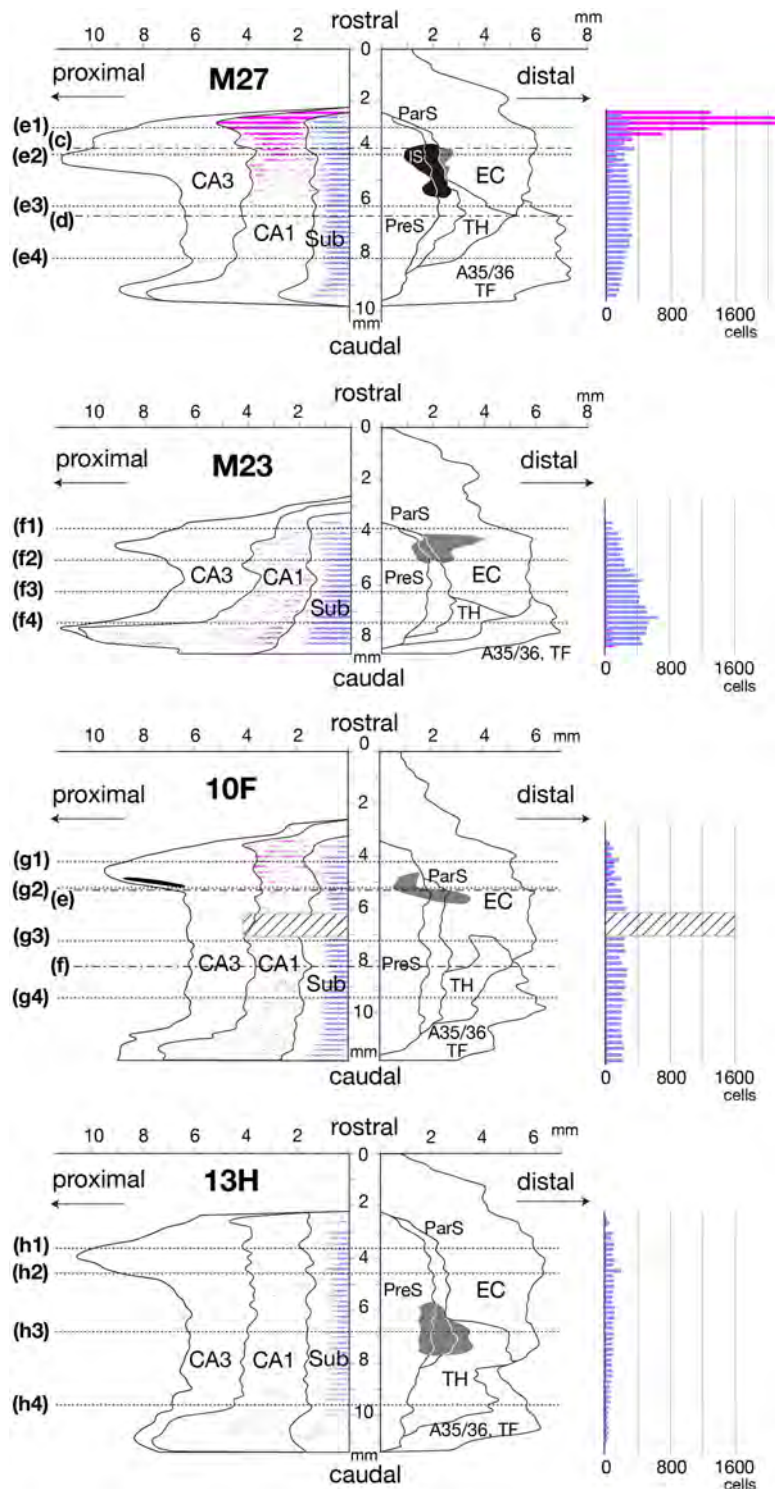 rostral
mm
10 8 6 4 2 0 2 4 6 8
proximal M27 distal
ParS
2
(e1)
(c) 4
(e2) IS
CA3 EC
(e3) 6
(d)
CA1 Sub PreS TH
(e4) 8
A35/36
TF
10
mm
0 800 1600
cells
caudal
rostral
mm
10 8 6 4 2 0 2 4 6 8
proximal M23 distal
2
ParS
(f1) 4
(f2)
CA3 CA1 PreS EC
(f3) 6
Sub TH
(f4)
8
A35/36, TF
mm
0 800 1600
cells
caudal
rostral
10 8 6 4 2 0 2 4 6 mm
proximal 10F distal
2
(g1) 4
ParS
(g2)
(e) EC
6
(g3)
CA3 CA1 8 PreS
(f)
Sub TH
(g4)
10
A35/36
TF
mm
0 800 1600
cells
caudal
rostral
10 8 6 4 2 0 2 4 6 mm
proximal 13H distal
2
ParS
(h1) 4
(h2)
PreS EC
6
(h3)
CA3 CA1 Sub 8
TH
(h4)
10
A35/36, TF
mm
0 800 1600
cells
caudal